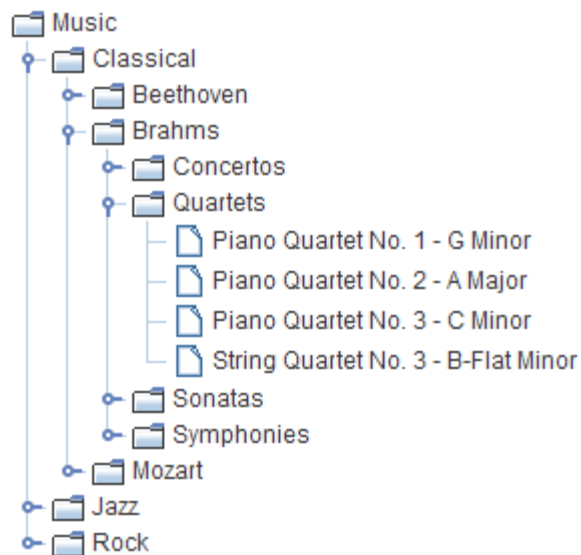 Music
Classical
Beethoven
Brahms
Concertos
Quartets
Piano Quartet No. 1 - G Minor
Piano Quartet No. 2 - A Major
Piano Quartet No. 3 - C Minor
String Quartet No. 3 - B-Flat Minor
Sonatas
Symphonies
Mozart
Jazz
Rock